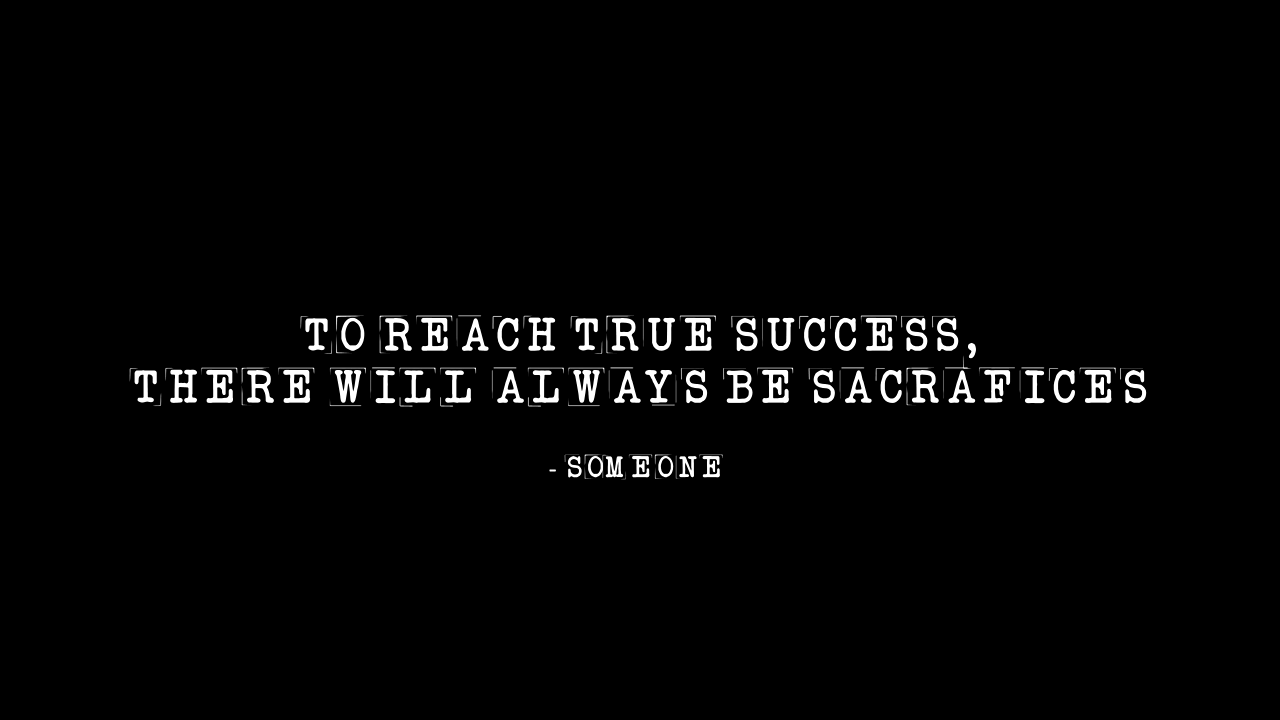 TO REACH TRUE SUCCESS,
THERE WILL ALWAYS BE SACRAFICES
- SOMEONE